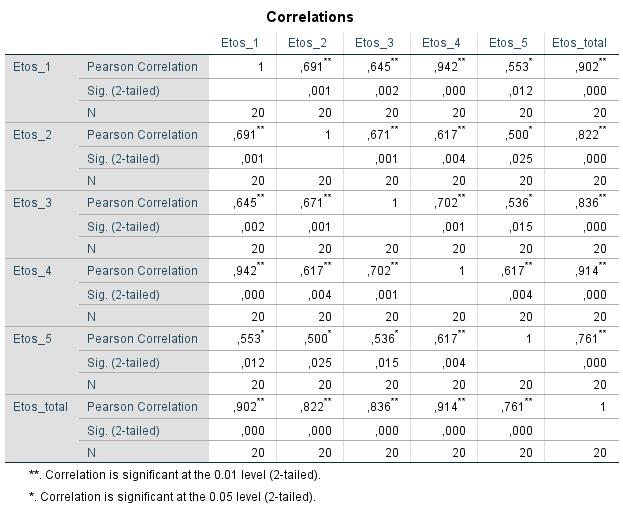 Correlations
Etos_1 Etos_2 Etos_3 Etos_4 Etos_5 Etos_total
Etos_1 Pearson Correlation 1 ,691** ,645** ,942** ,553* ,902**
Sig. (2-tailed) ,001 ,002 ,000 ,012 ,000
N 20 20 20 20 20 20
Etos_2 Pearson Correlation ,691** 1 ,671** ,617** ,500* ,822**
Sig. (2-tailed) ,001 ,001 ,004 ,025 ,000
N 20 20 20 20 20 20
Etos_3 Pearson Correlation ,645** ,671** 1 ,702** ,536* ,836**
Sig. (2-tailed) ,002 ,001 ,001 ,015 ,000
N 20 20 20 20 20 20
Etos_4 Pearson Correlation ,942** ,617** ,702** 1 ,617** ,914**
Sig. (2-tailed) ,000 ,004 ,001 ,004 ,000
N 20 20 20 20 20 20
Etos_5 Pearson Correlation ,553* ,500* ,536* ,617** 1 ,761**
Sig. (2-tailed) ,012 ,025 ,015 ,004 ,000
N 20 20 20 20 20 20
Etos_total Pearson Correlation ,902** ,822** ,836** ,914** ,761** 1
Sig. (2-tailed) ,000 ,000 ,000 ,000 ,000
N 20 20 20 20 20 20
**. Correlation is significant at the 0.01 level (2-tailed).
*. Correlation is significant at the 0.05 level (2-tailed).